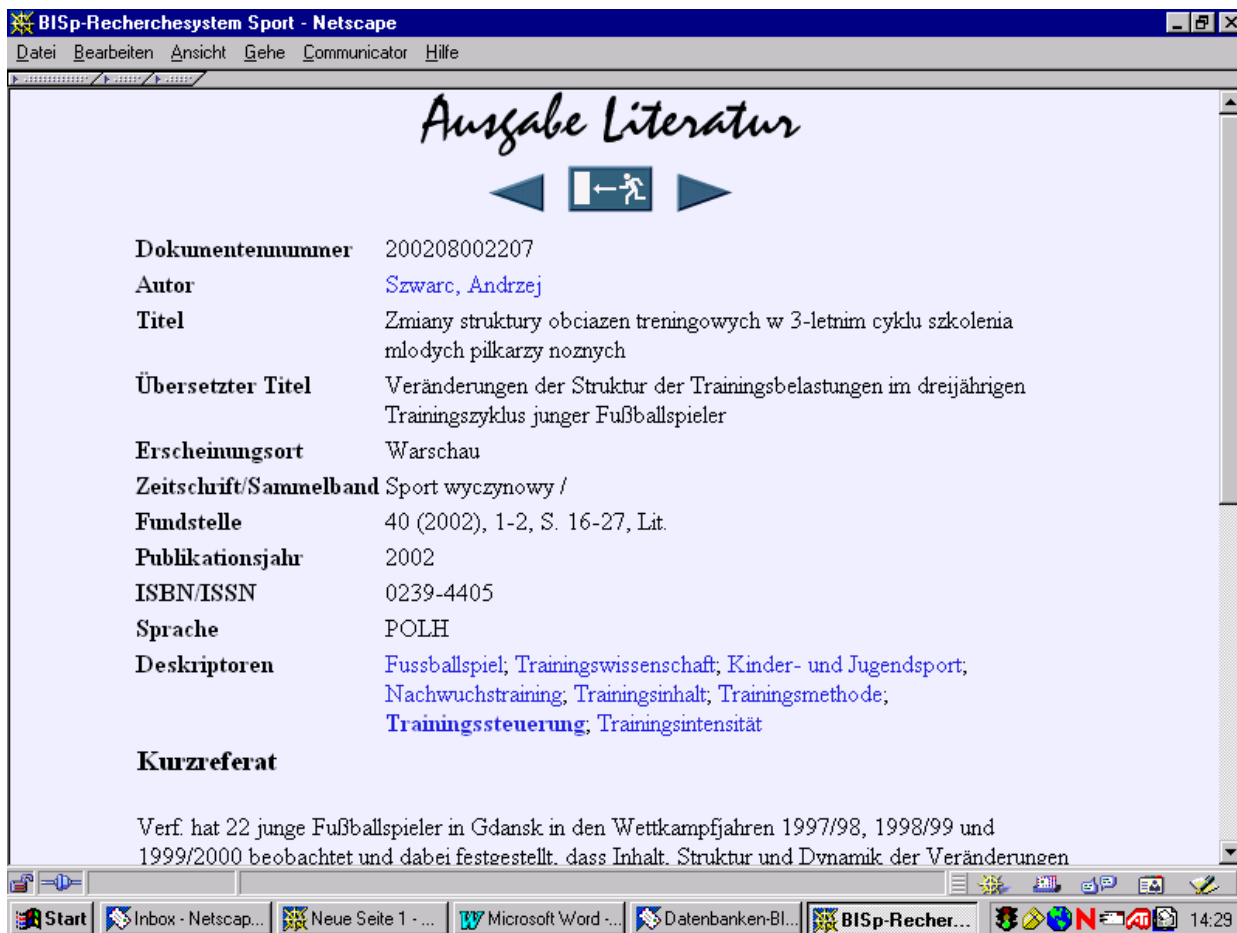 BISp-Recherchesystem Sport - Netscape
Datei Bearbeiten Ansicht Gehe Communicator Hilfe
Ausgabe Literatur
Dokumentennummer 200208002207
Autor Szwarc, Andrzej
Titel Zmiany struktury obciazen treningowych w 3-letnim cyklu szkolenia
mlodych pilkarzy noznych
Übersetzter Titel Veränderungen der Struktur der Trainingsbelastungen im dreijährigen
Trainingszyklus junger Fußballspieler
Erscheinungsort Warschau
Zeitschrift/Sammelband Sport wyczynowy /
Fundstelle 40 (2002), 1-2, S. 16-27, Lit.
Publikationsjahr 2002
ISBN/ISSN 0239-4405
Sprache POLH
Deskriptoren Fussballspiel; Trainingswissenschaft; Kinder- und Jugendsport;
Nachwuchstraining; Trainingsinhalt; Trainingsmethode;
Trainingssteuerung; Trainingsintensität
Kurzreferat
Verf. hat 22 junge Fußballspieler in Gdansk in den Wettkampfjahren 1997/98, 1998/99 und
1999/2000 beobachtet und dabei festgestellt, dass Inhalt, Struktur und Dynamik der Veränderungen
Start Inbox - Netscap... Neue Seite 1 - ... Microsoft Word -... Datenbanken-BI... BISp-Recher... 14:29